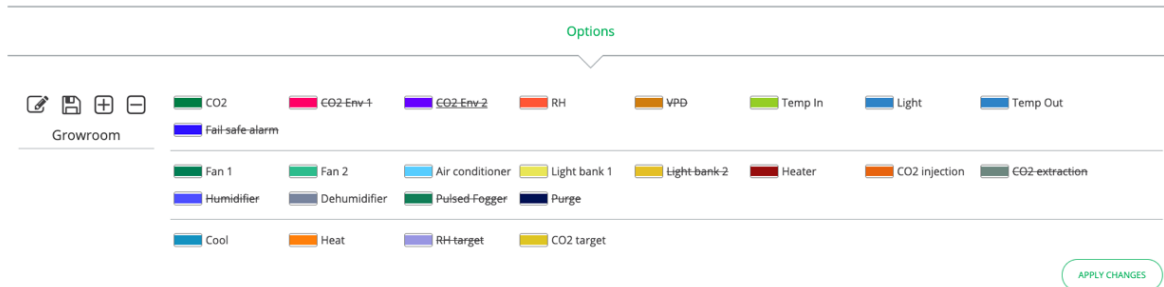 Options
CO2 CO2 Env 1 CO2 Env 2 RH VPD Temp In Light Temp Out
Fail safe alarm
Growroom
Fan 1 Fan 2 Air conditioner Light bank 1 Light bank 2 Heater CO2 injection CO2 extraction
Humidifier Dehumidifier Pulsed Fogger Purge
Cool Heat RH target CO2 target
APPLY CHANGES